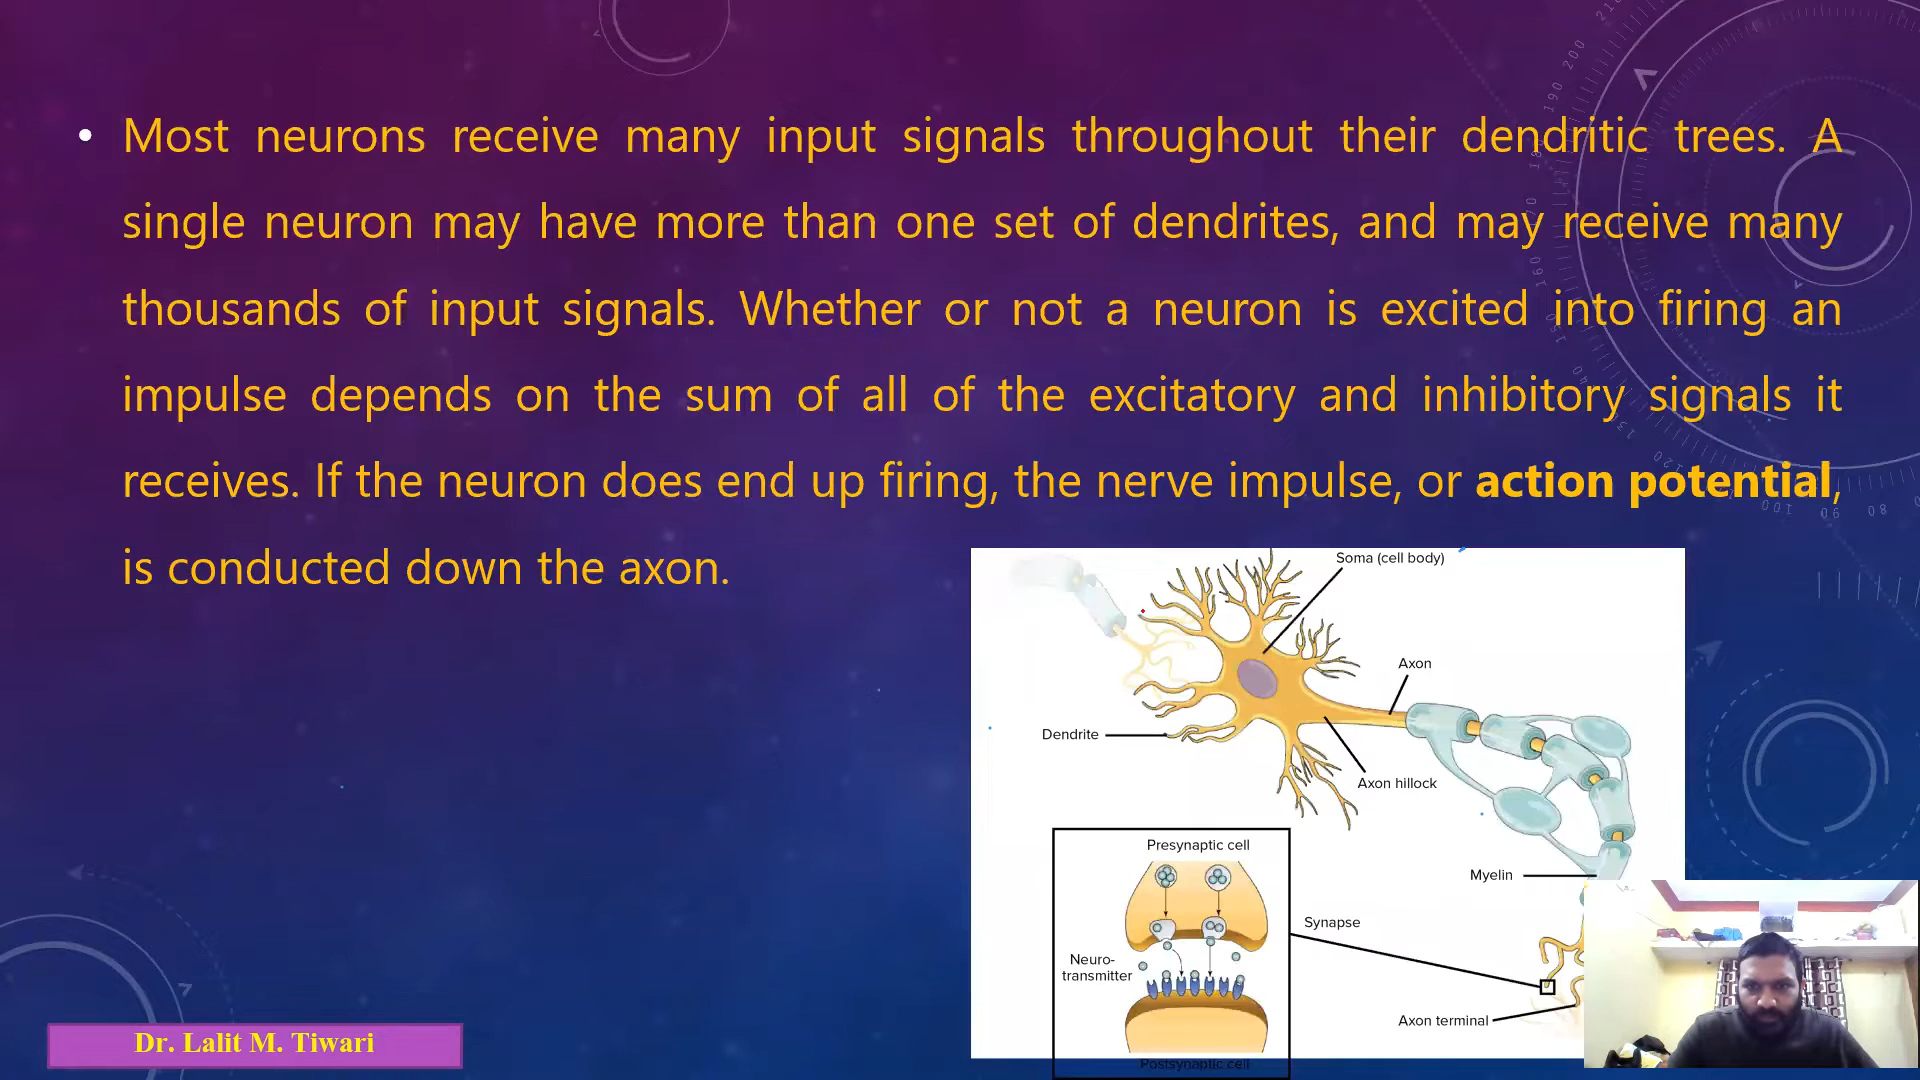 • Most neurons receive many input signals throughout their dendritic trees. A
single neuron may have more than one set of dendrites, and may receive many
thousands of input signals. Whether or not a neuron is excited into firing an
impulse depends on the sum of all of the excitatory and inhibitory signals it
receives. If the neuron does end up firing, the nerve impulse, or action potential,
is conducted down the axon.
Soma (cell body)
Axon
Dendrite
Axon hillock
Presynaptic cell
Myelin
Synapse
Neuro-
transmitter
Axon terminal
Postsynaptic cell
Dr. Lalit M. Tiwari